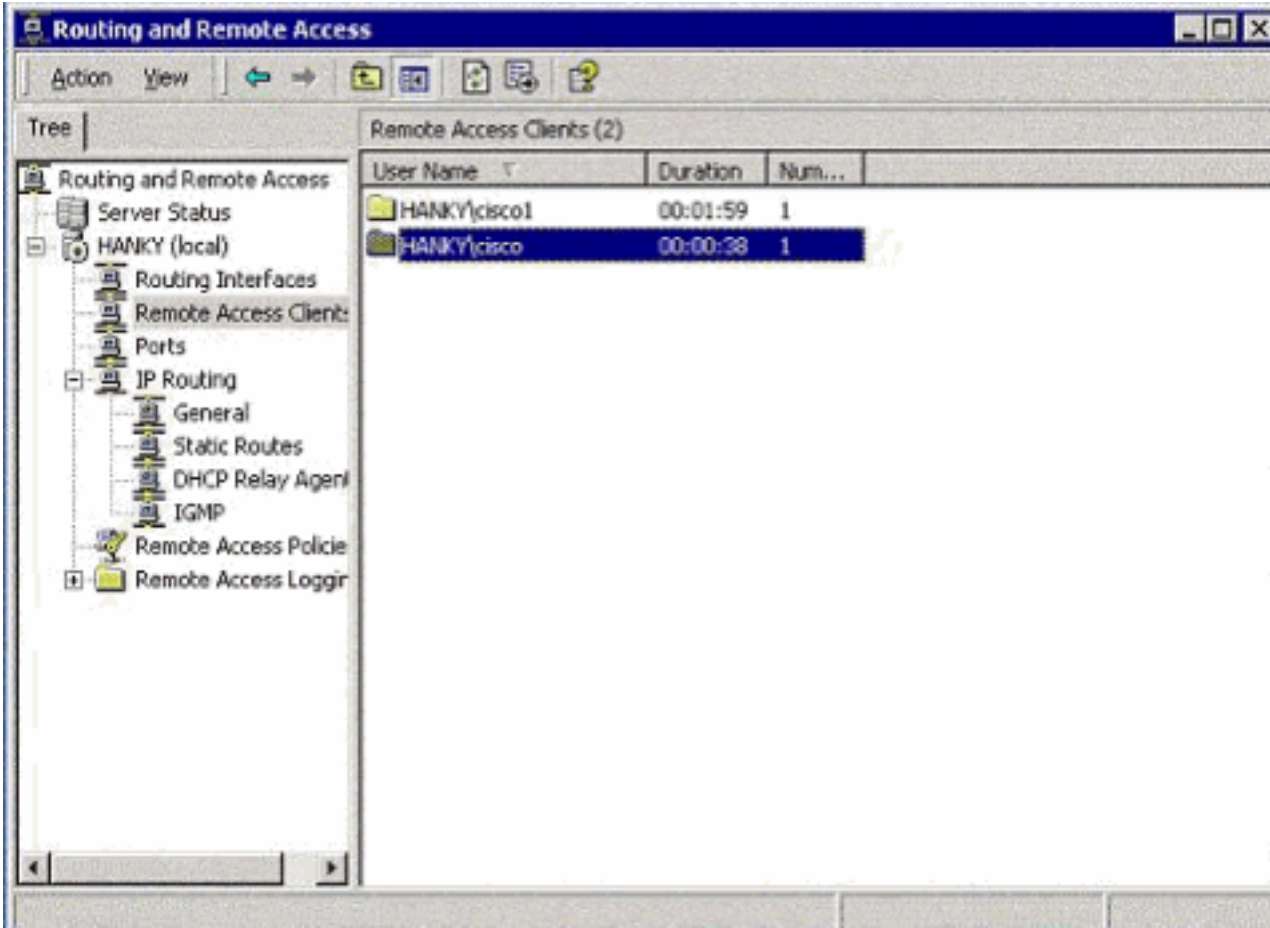 Routing and Remote Access
Action View
Tree
Remote Access Clients (2)
Routing and Remote Access
Server Status
HANKY (local)
Routing Interfaces
Remote Access Clients
Ports
IP Routing
General
Static Routes
DHCP Relay Agent
IGMP
Remote Access Policie
Remote Access Loggin
User Name Duration Num...
HANKY\cisco1 00:01:59 1
HANKY\cisco 00:00:38 1